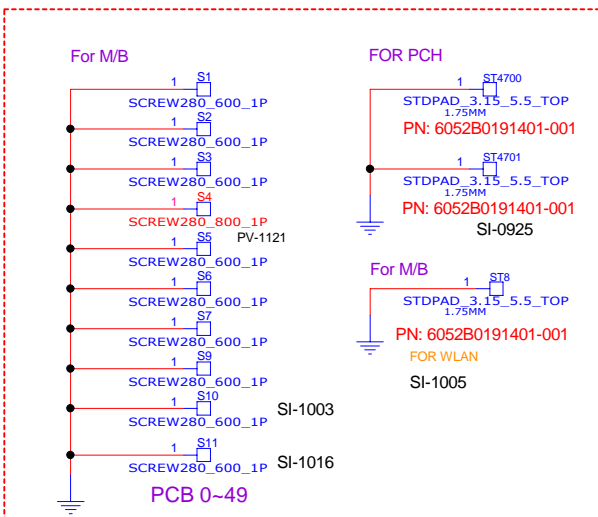 For M/B
1 S1
SCREW280_600_1P
1 S2
SCREW280_600_1P
1 S3
SCREW280_600_1P
1 S4
SCREW280_800_1P
PV-1121
1 S5
SCREW280_600_1P
1 S6
SCREW280_600_1P
1 S7
SCREW280_600_1P
1 S9
SCREW280_600_1P
1 S10
SCREW280_600_1P
SI-1003
1 S11
SCREW280_600_1P
SI-1016
PCB 0~49
FOR PCH
1 ST4700
STDPAD_3.15_5.5_TOP
1.75MM
PN: 6052B0191401-001
1 ST4701
STDPAD_3.15_5.5_TOP
1.75MM
PN: 6052B0191401-001
SI-0925
For M/B
1 ST8
STDPAD_3.15_5.5_TOP
1.75MM
PN: 6052B0191401-001
FOR WLAN
SI-1005